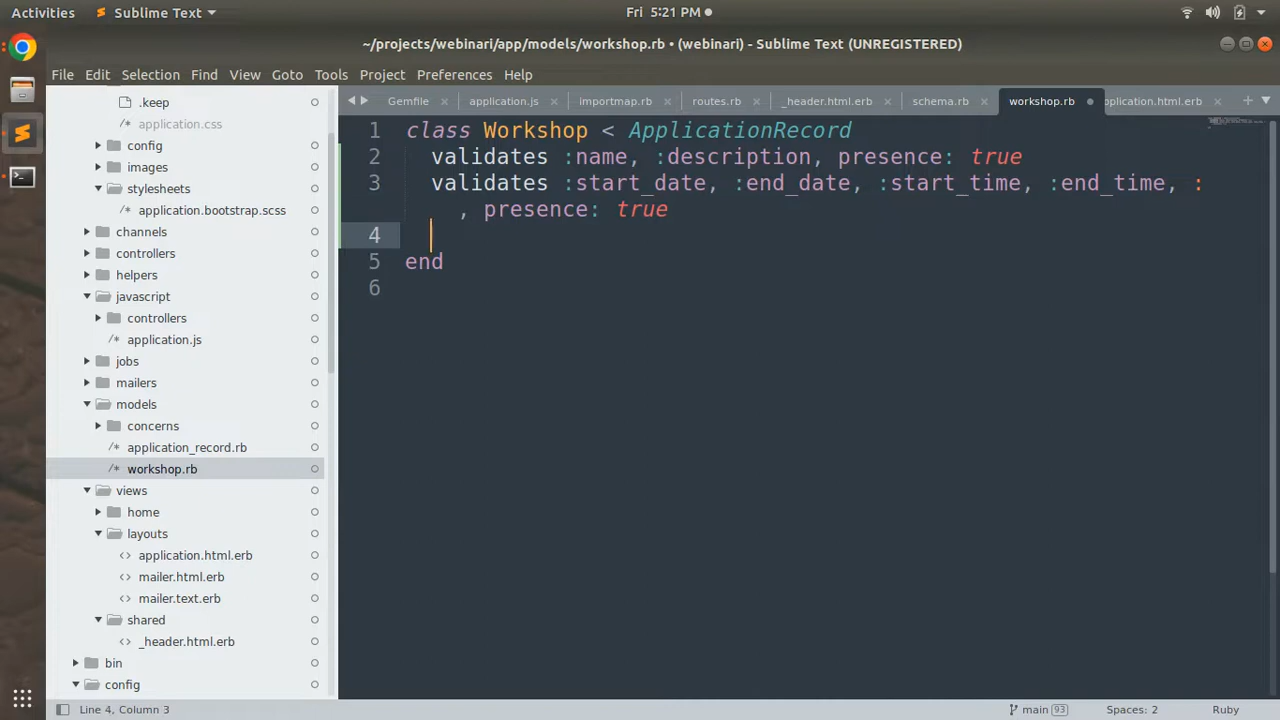 Activities Sublime Text Fri 5:21 PM
~/projects/webinari/app/models/workshop.rb • (webinari) - Sublime Text (UNREGISTERED)
File Edit Selection Find View Goto Tools Project Preferences Help
Gemfile application.js importmap.rb routes.rb _header.html.erb schema.rb workshop.rb pplication.html.erb
.keep
application.css
config
images
stylesheets
application.bootstrap.scss
channels
controllers
helpers
javascript
controllers
application.js
jobs
mailers
models
concerns
application_record.rb
workshop.rb
views
home
layouts
application.html.erb
mailer.html.erb
mailer.text.erb
shared
_header.html.erb
bin
config
1 class Workshop < ApplicationRecord
2 validates :name, :description, presence: true
3 validates :start_date, :end_date, :start_time, :end_time, :
, presence: true
4
5 end
6
Line 4, Column 3 main 93 Spaces: 2 Ruby